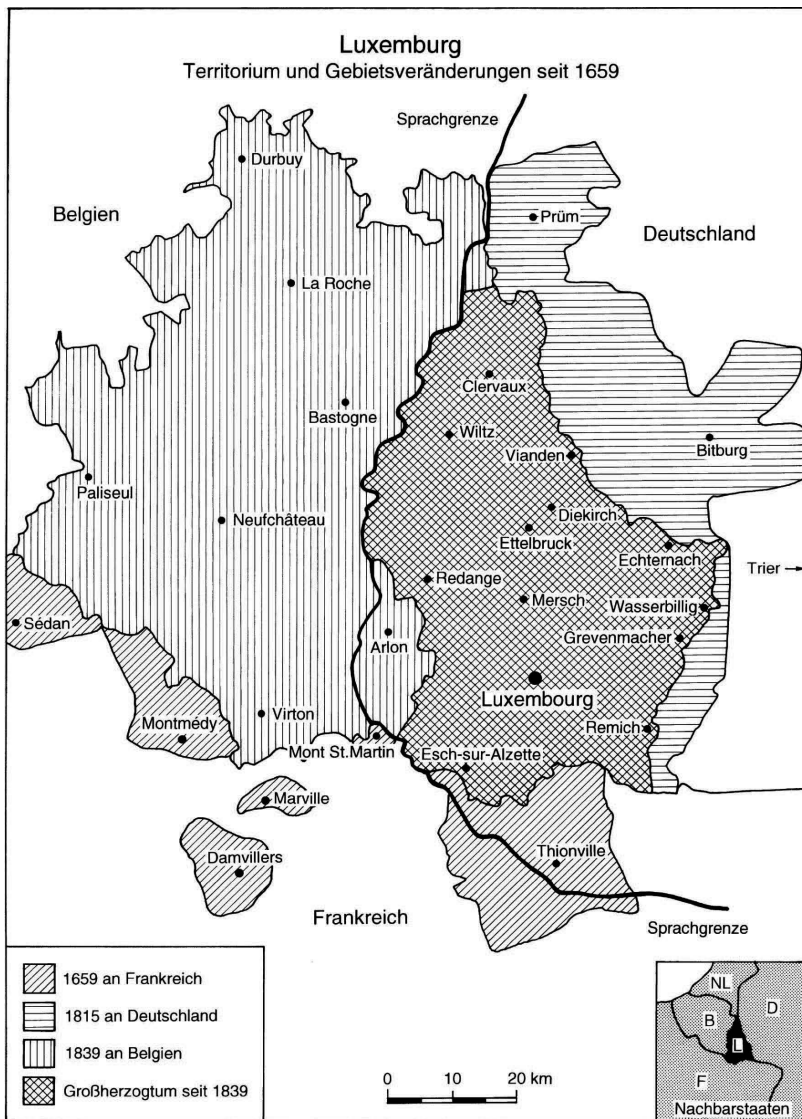 Luxemburg
Territorium und Gebietsveränderungen seit 1659
Sprachgrenze
Durbuy
Belgien
Prüm
Deutschland
La Roche
Clervaux
Bastogne
Wiltz
Vianden
Bitburg
Paliseul
Diekirch
Neufchâteau
Ettelbruck
Echternach
Trier →
Redange
Mersch
Wasserbillig
Sédan
Arlon
Grevenmacher
Luxembourg
Montmédy
Virton
Remich
Mont St.Martin
Esch-sur-Alzette
Marville
Damvillers
Thionville
Frankreich
Sprachgrenze
1659 an Frankreich
1815 an Deutschland
1839 an Belgien
Großherzogtum seit 1839
0 10 20 km
NL
D
B
L
F
Nachbarstaaten